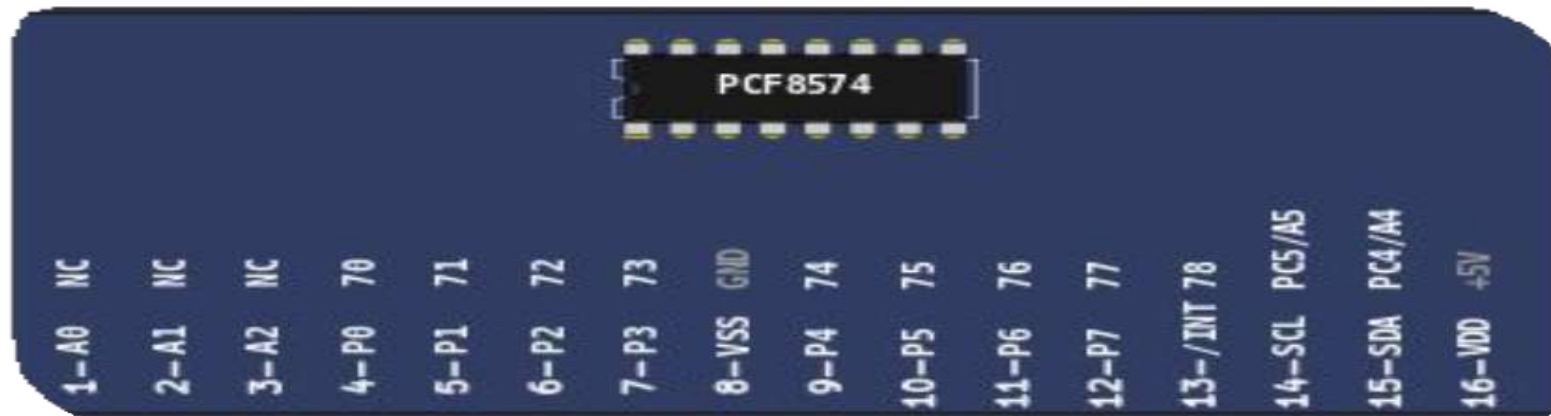 PCF8574
1-A0 NC
2-A1 NC
3-A2 NC
4-P0 70
5-P1 71
6-P2 72
7-P3 73
8-VSS GND
9-P4 74
10-P5 75
11-P6 76
12-P7 77
13-/INT 78
14-SCL PC5/A5
15-SDA PC4/A4
16-VDD +5V